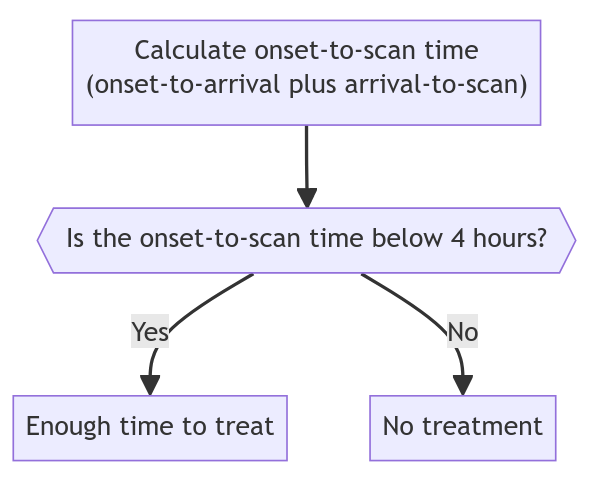 Calculate onset-to-scan time
(onset-to-arrival plus arrival-to-scan)
Is the onset-to-scan time below 4 hours?
Yes
No
Enough time to treat
No treatment